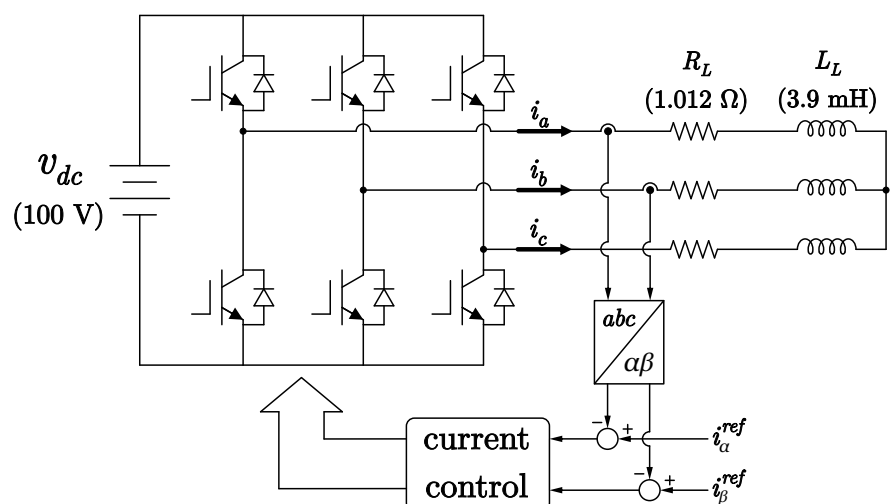 R_L
(1.012 Ω)
L_L
(3.9 mH)
i_a
i_b
i_c
v_dc
(100 V)
abc
αβ
− +
i_α^ref
− +
i_β^ref
current
control